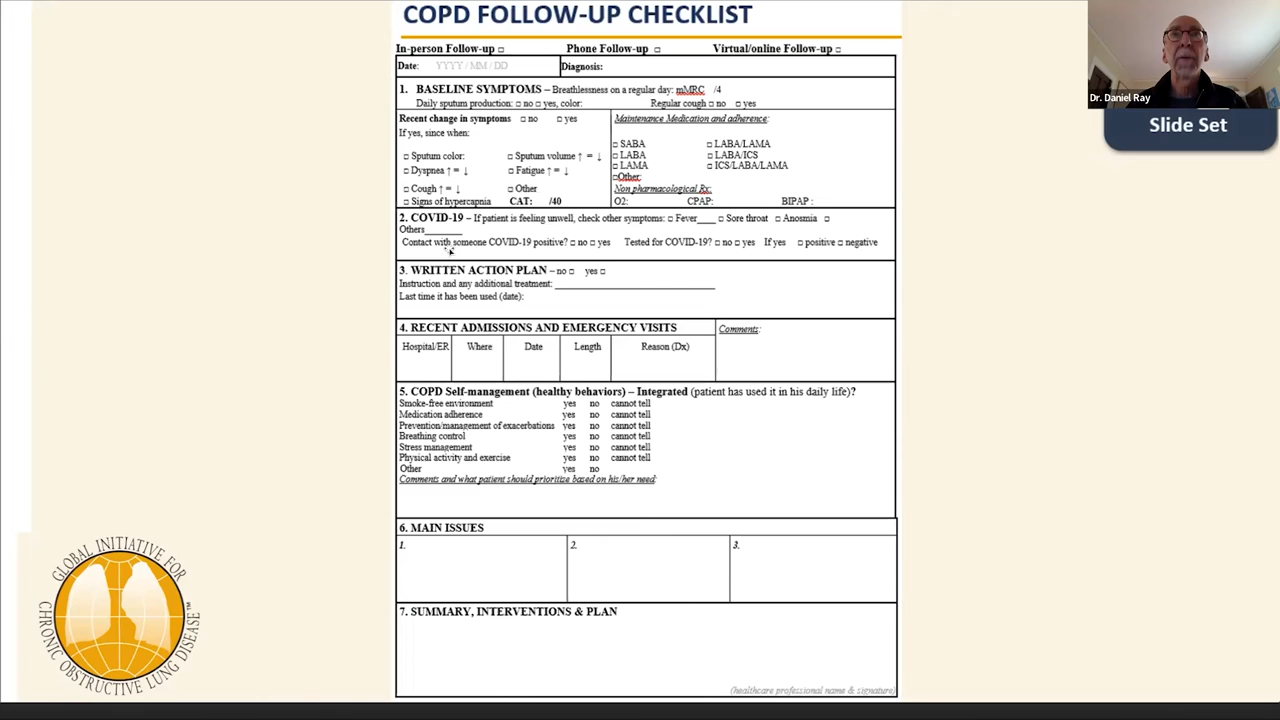 COPD FOLLOW-UP CHECKLIST
In-person Follow-up □ Phone Follow-up □ Virtual/online Follow-up □
Date: YYYY / MM / DD Diagnosis:
1. BASELINE SYMPTOMS – Breathlessness on a regular day: mMRC /4
Daily sputum production: □ no □ yes, color: Regular cough □ no □ yes
Recent change in symptoms □ no □ yes
If yes, since when:
□ Sputum color: □ Sputum volume ↑ = ↓
□ Dyspnea ↑ = ↓ □ Fatigue ↑ = ↓
□ Cough ↑ = ↓ □ Other
□ Signs of hypercapnia CAT: /40
Maintenance Medication and adherence:
□ SABA □ LABA/LAMA
□ LABA □ LABA/ICS
□ LAMA □ ICS/LABA/LAMA
□Other:
Non pharmacological Rx:
O2: CPAP: BIPAP :
2. COVID-19 – If patient is feeling unwell, check other symptoms: □ Fever____ □ Sore throat □ Anosmia □
Others________
Contact with someone COVID-19 positive? □ no □ yes Tested for COVID-19? □ no □ yes If yes □ positive □ negative
3. WRITTEN ACTION PLAN – no □ yes □
Instruction and any additional treatment: ________________________________
Last time it has been used (date):
4. RECENT ADMISSIONS AND EMERGENCY VISITS Comments:
Hospital/ER Where Date Length Reason (Dx)
5. COPD Self-management (healthy behaviors) – Integrated (patient has used it in his daily life)?
Smoke-free environment yes no cannot tell
Medication adherence yes no cannot tell
Prevention/management of exacerbations yes no cannot tell
Breathing control yes no cannot tell
Stress management yes no cannot tell
Physical activity and exercise yes no cannot tell
Other yes no
Comments and what patient should prioritise based on his/her need:
6. MAIN ISSUES
1. 2. 3.
7. SUMMARY, INTERVENTIONS & PLAN
(healthcare professional name & signature)
Dr. Daniel Ray
Slide Set
GLOBAL INITIATIVE FOR
CHRONIC OBSTRUCTIVE LUNG DISEASE™